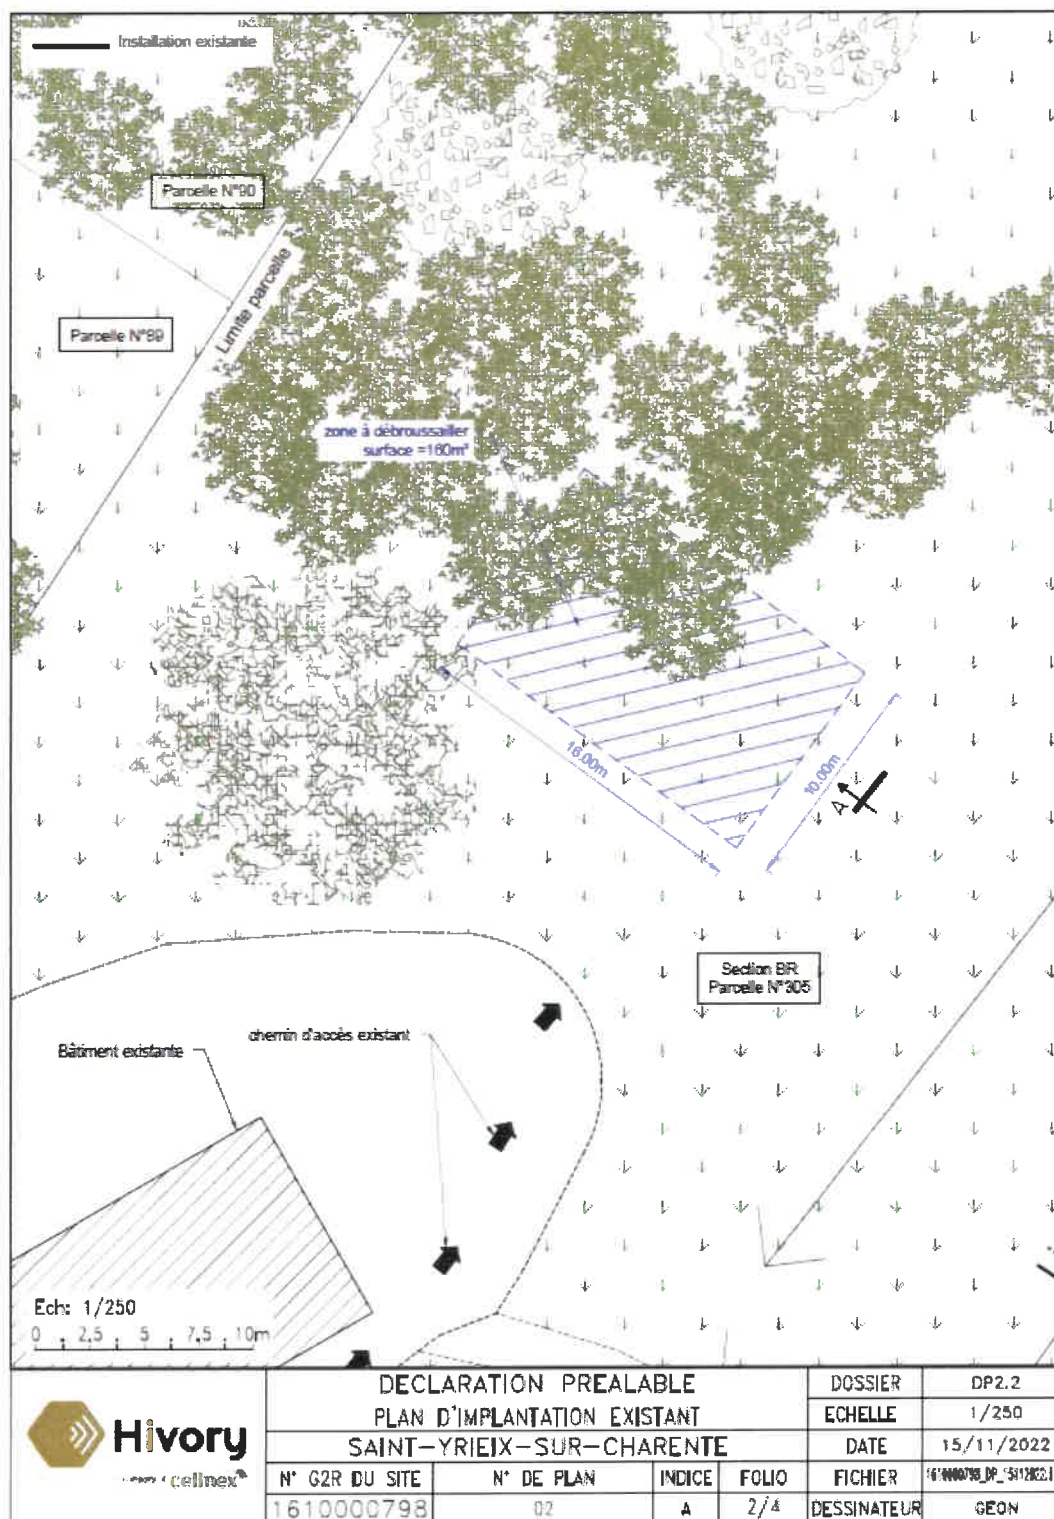 Installation existante
Parcelle N°90
Limite parcelle
Parcelle N°89
zone à débroussailler
surface =160m²
16.00m
10.00m
A
Section BR
Parcelle N°305
chemin d'accès existant
Bâtiment existante
Ech: 1/250
0 2,5 5 7,5 10m
Hivory
cellnex
DECLARATION PREALABLE
PLAN D'IMPLANTATION EXISTANT
SAINT-YRIEIX-SUR-CHARENTE
N° G2R DU SITE
N° DE PLAN
INDICE
FOLIO
1610000798
02
A
2/4
DOSSIER
DP2.2
ECHELLE
1/250
DATE
15/11/2022
FICHIER
DESSINATEUR
GEON